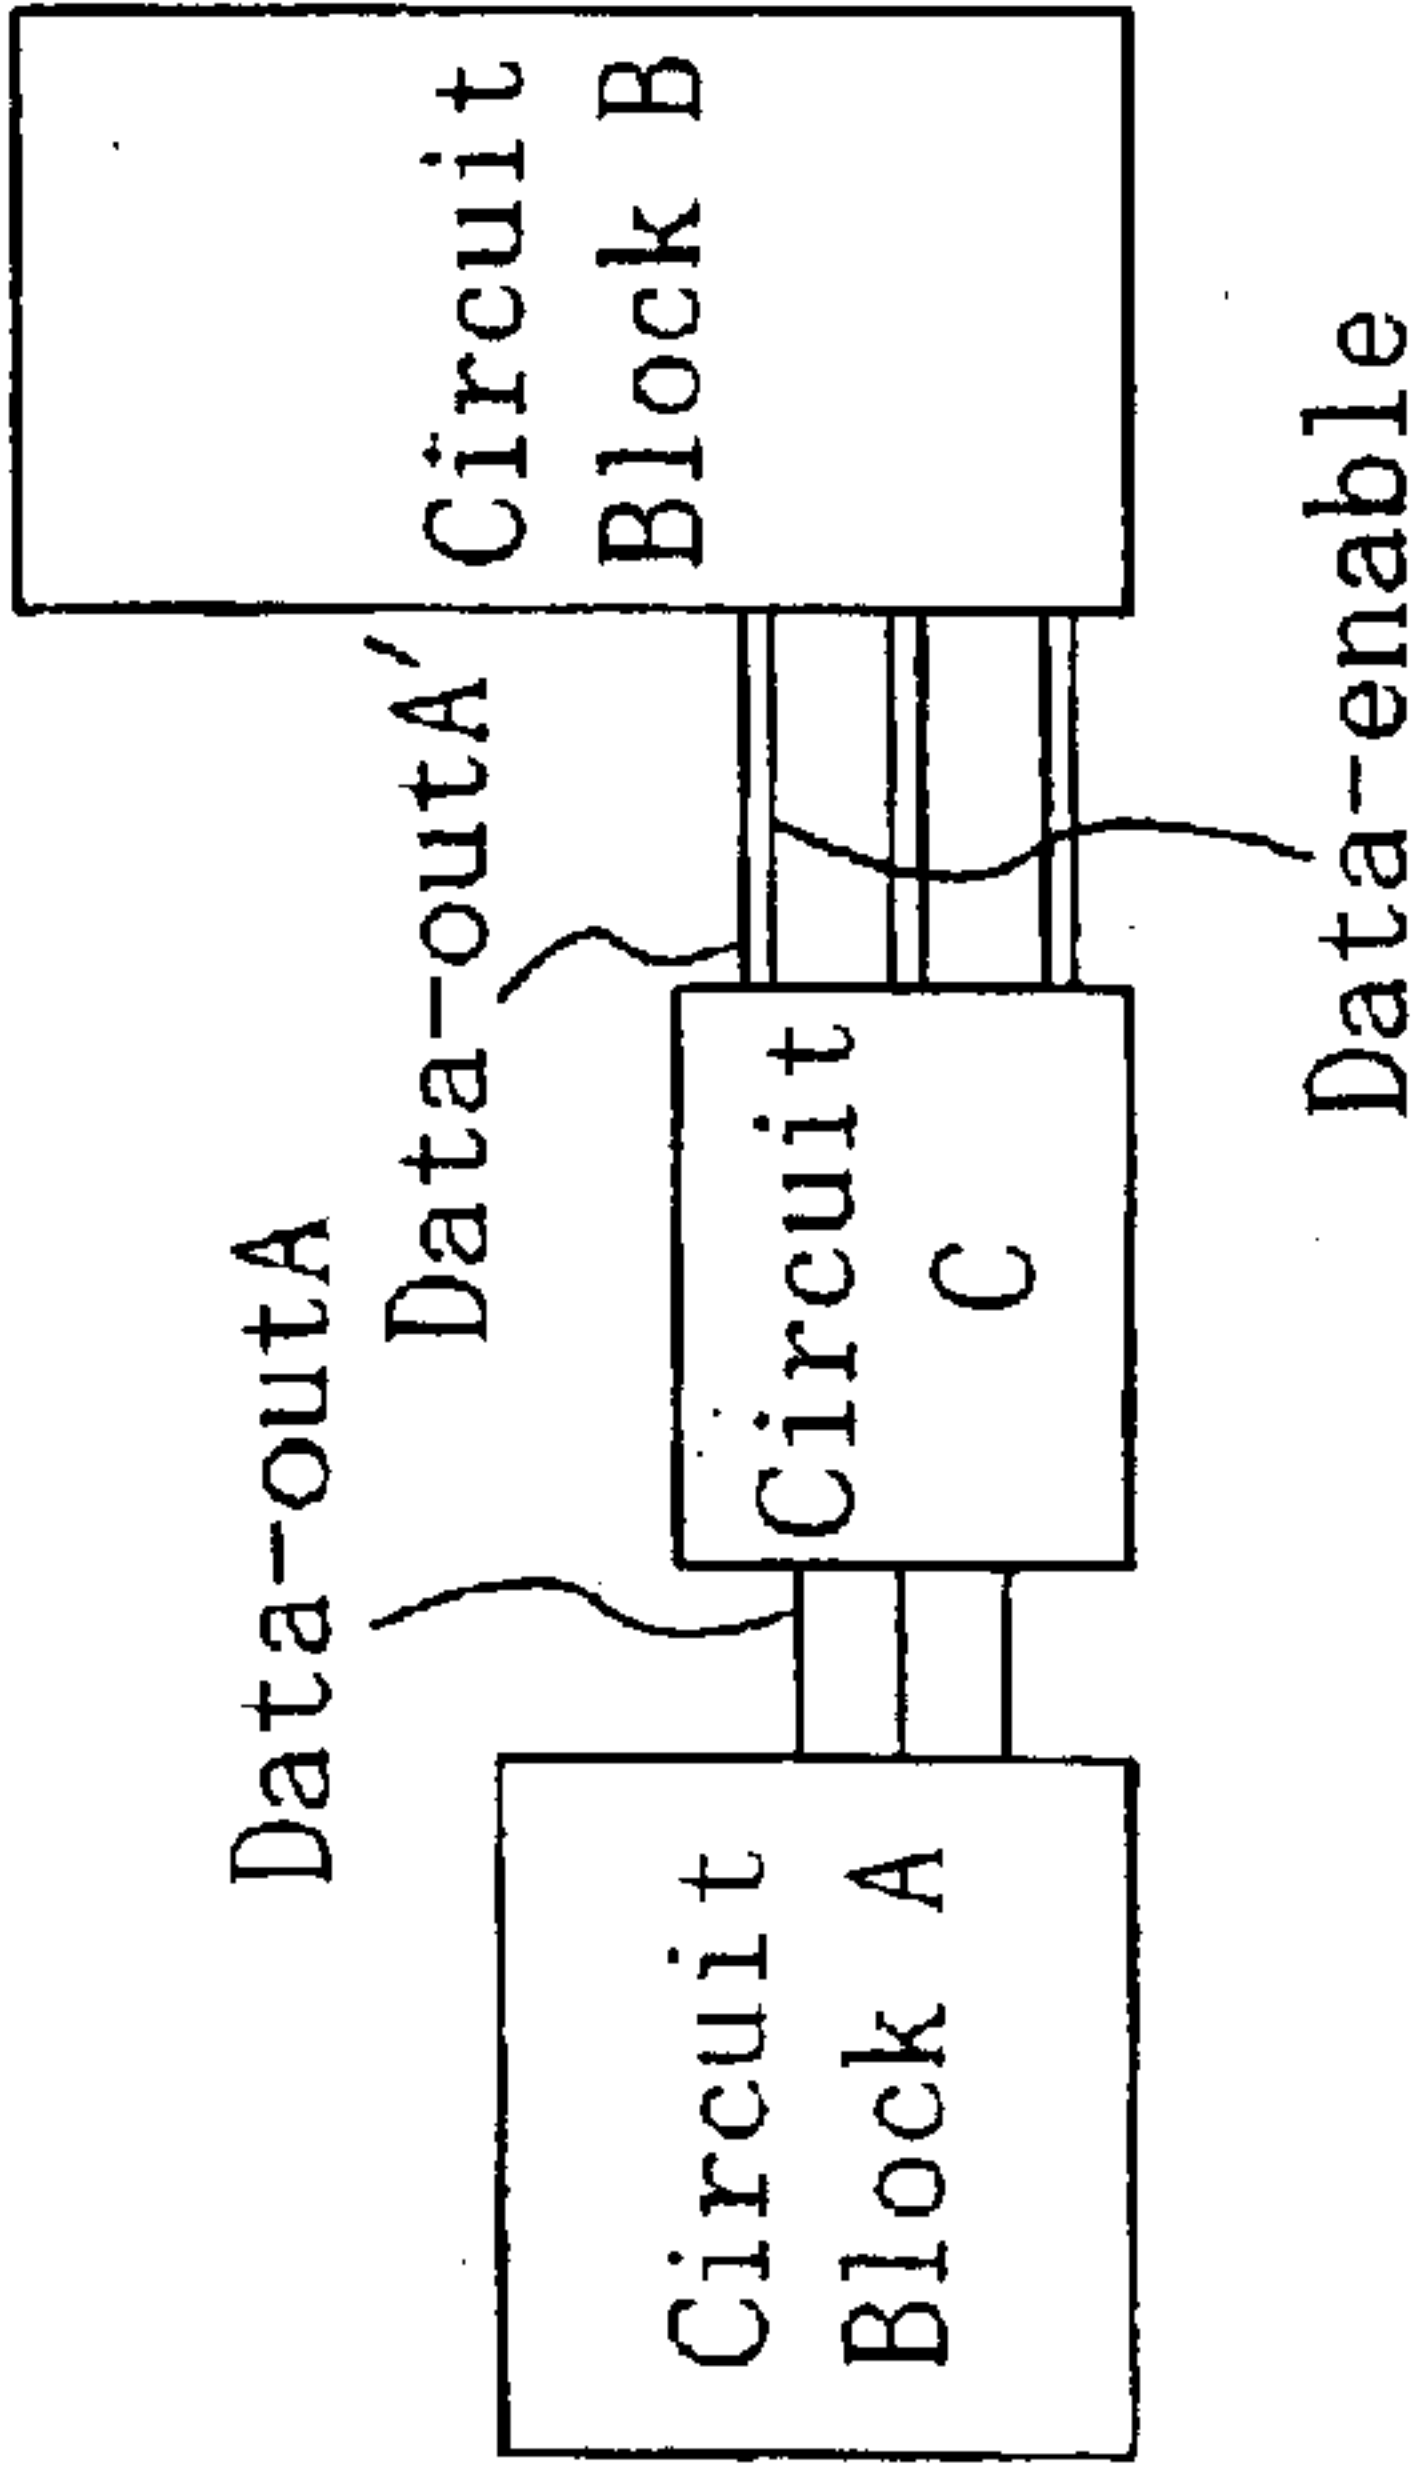 Data-outA
Data-outA′
Circuit
Block A
Circuit
C
Circuit
Block B
Data-enable